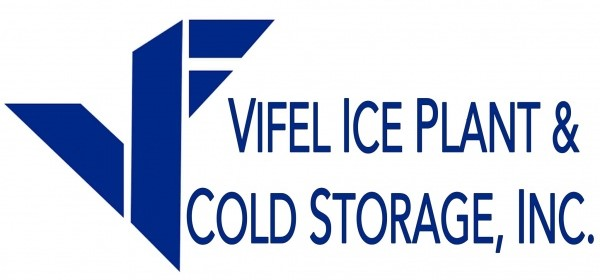 VIFEL ICE PLANT &
COLD STORAGE, INC.